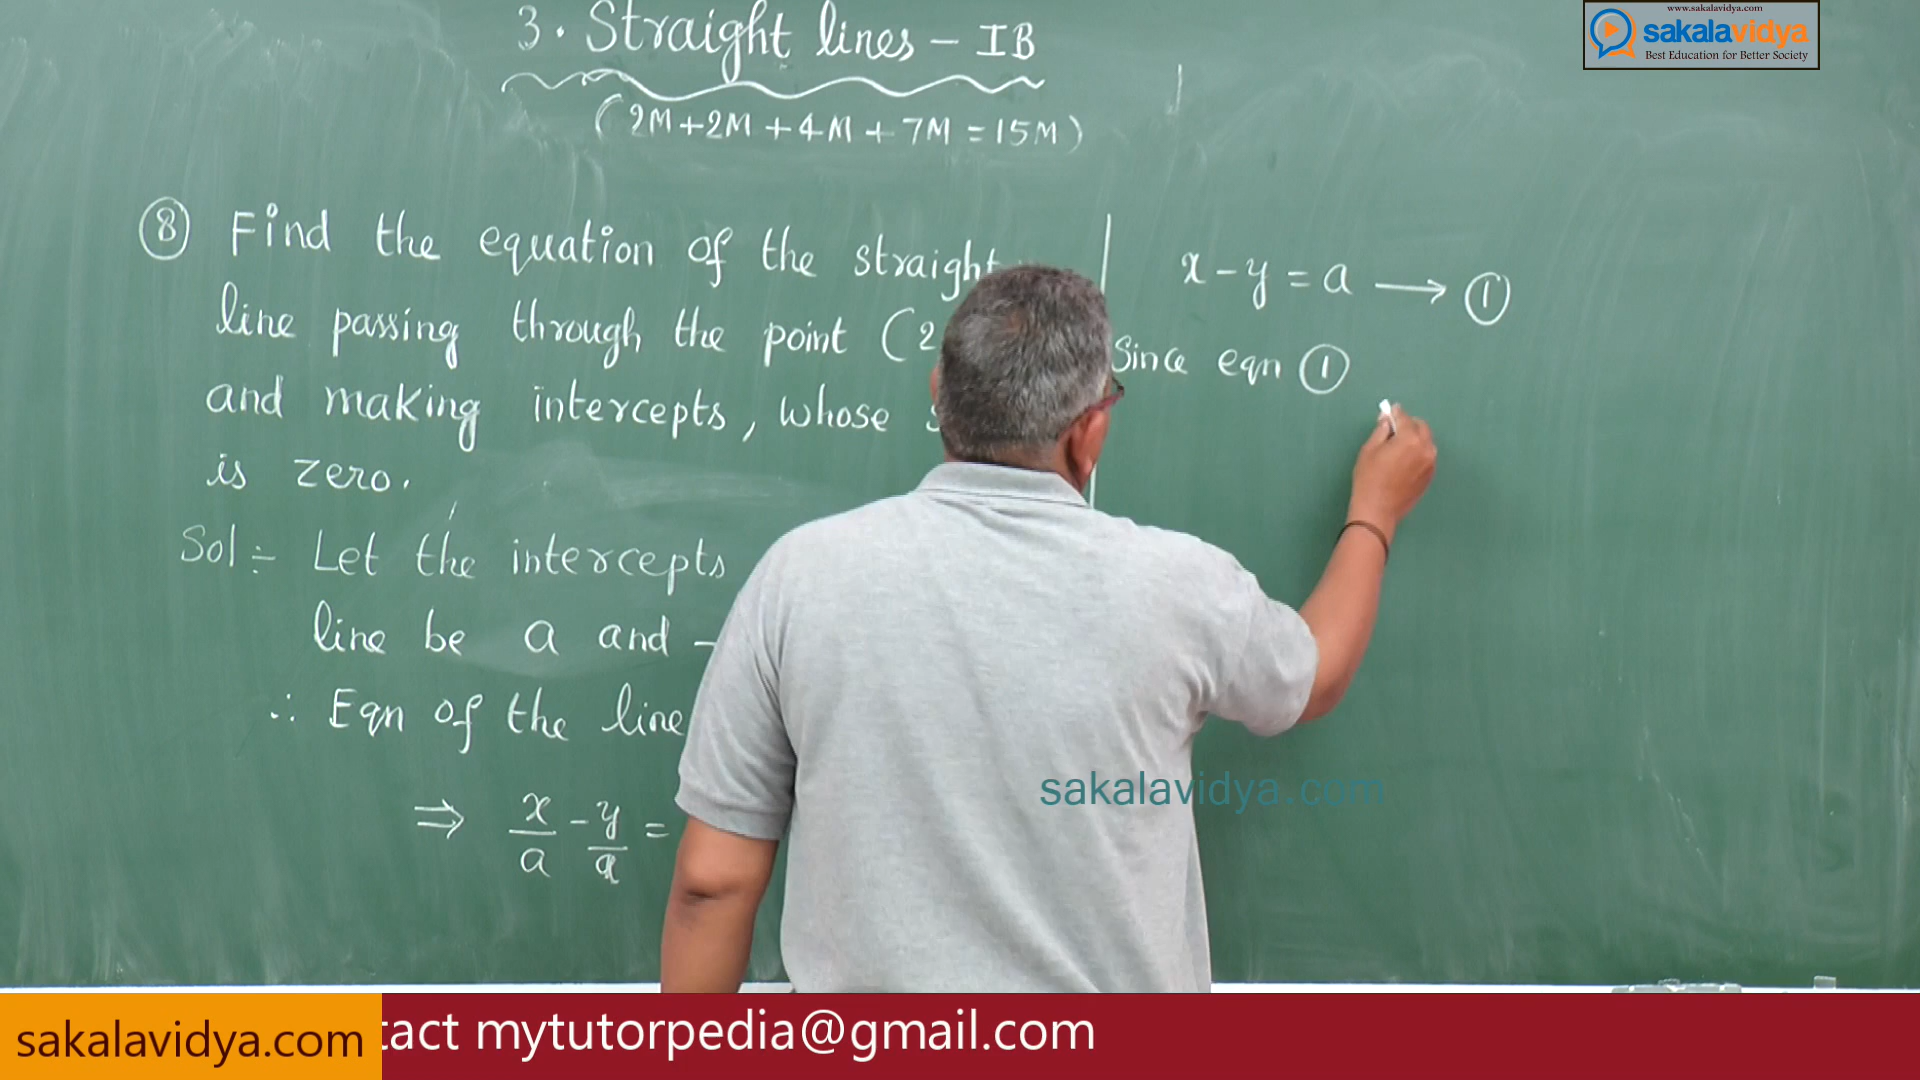 3. Straight lines - IB
(2M+2M+4M+7M=15M)
www.sakalavidya.com
sakalavidya
Best Education for Better Society
⑧ Find the equation of the straight
line passing through the point (2
and making intercepts, whose
is zero.
Sol÷ Let the intercepts
line be a and -
∴ Eqn of the line
⇒ x/a - y/a =
x - y = a → ①
Since eqn ①
sakalavidya.com
sakalavidya.com
tact mytutorpedia@gmail.com